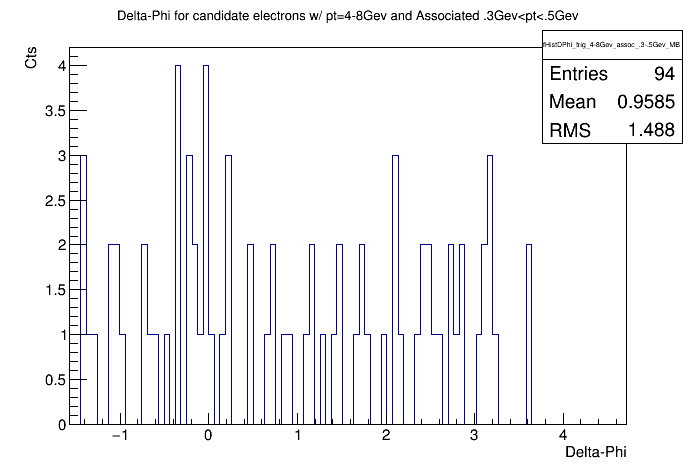 Delta-Phi for candidate electrons w/ pt=4-8Gev and Associated .3Gev<pt<.5Gev
fHistDPhi_trig_4-8Gev_assoc_.3-.5Gev_MB
Entries 94
Mean 0.9585
RMS 1.488
Cts
4
3.5
3
2.5
2
1.5
1
0.5
0
−1 0 1 2 3 4
Delta-Phi